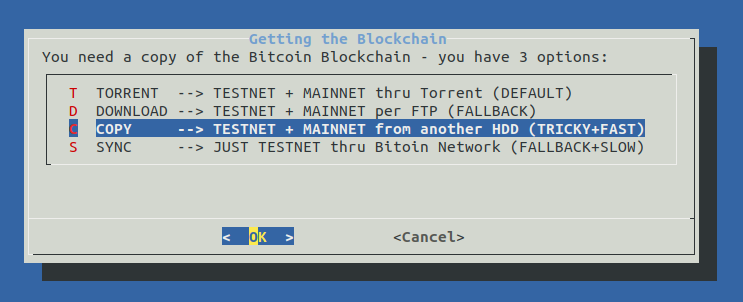 Getting the Blockchain
You need a copy of the Bitcoin Blockchain - you have 3 options:
T TORRENT --> TESTNET + MAINNET thru Torrent (DEFAULT)
D DOWNLOAD --> TESTNET + MAINNET per FTP (FALLBACK)
C COPY --> TESTNET + MAINNET from another HDD (TRICKY+FAST)
S SYNC --> JUST TESTNET thru Bitoin Network (FALLBACK+SLOW)
< OK > <Cancel>